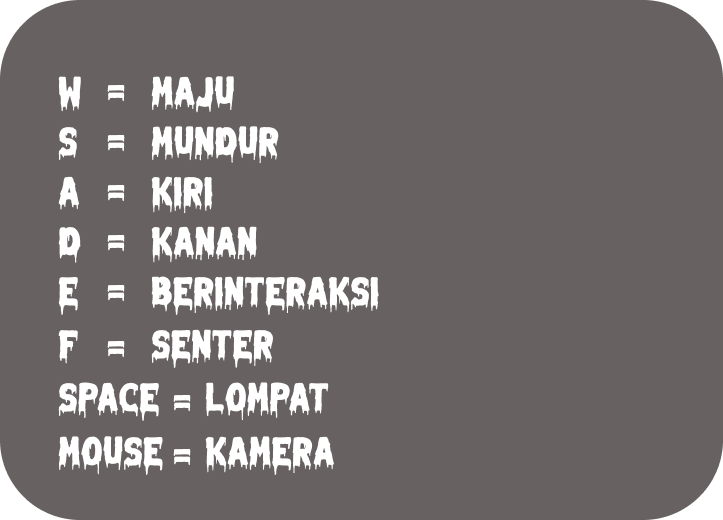 W = MAJU
S = MUNDUR
A = KIRI
D = KANAN
E = BERINTERAKSI
F = SENTER
SPACE = LOMPAT
MOUSE = KAMERA